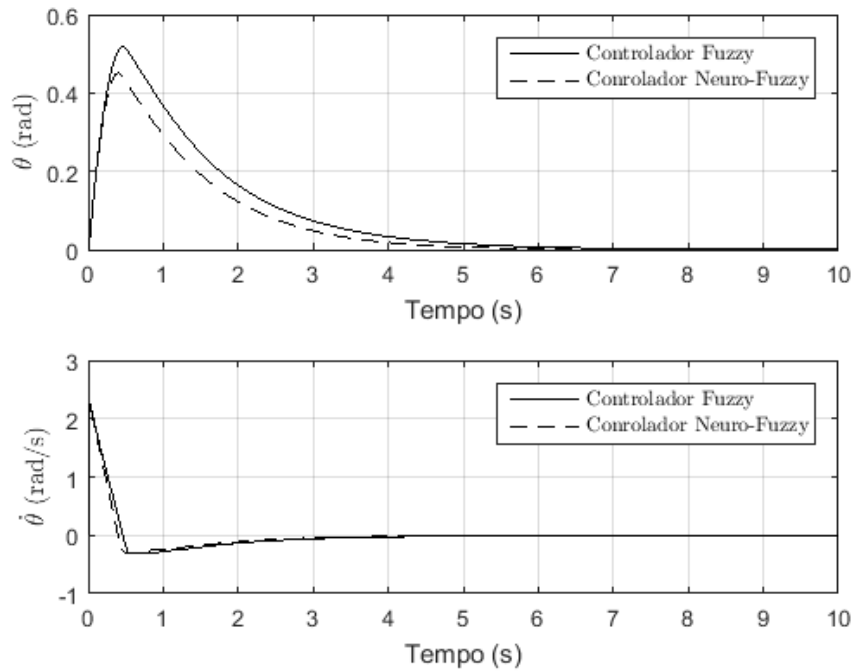 0.6
0.4
0.2
0
θ (rad)
Controlador Fuzzy
Conrolador Neuro-Fuzzy
0 1 2 3 4 5 6 7 8 9 10
Tempo (s)
3
2
1
0
-1
θ̇ (rad/s)
Controlador Fuzzy
Conrolador Neuro-Fuzzy
0 1 2 3 4 5 6 7 8 9 10
Tempo (s)